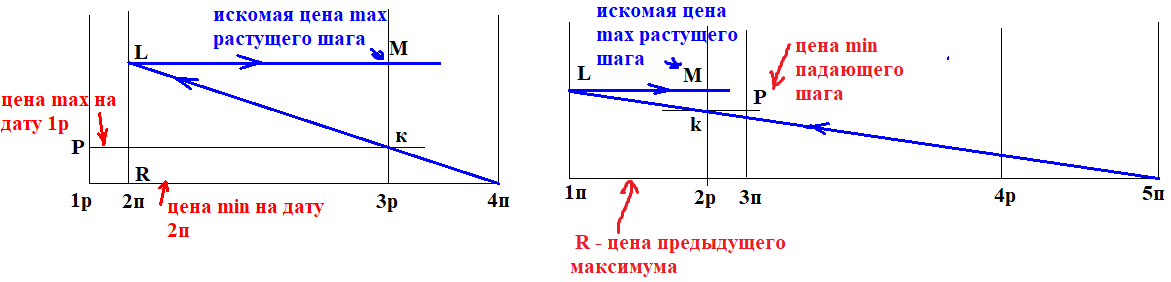 искомая цена max
растущего шага
L
M
цена max на
дату 1р
P
к
R
1р
2п
3р
4п
цена min на дату
2п
искомая цена
max растущего
шага
L
M
цена min
падающего
шага
P
k
1п
2р
3п
4р
5п
R - цена предыдущего
максимума